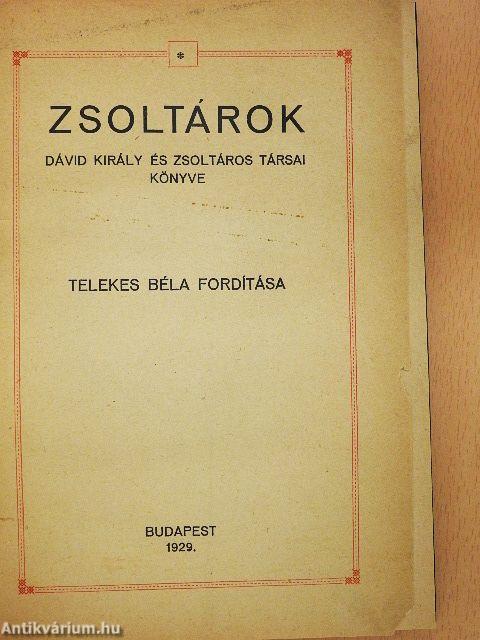 *
ZSOLTÁROK
DÁVID KIRÁLY ÉS ZSOLTÁROS TÁRSAI
KÖNYVE
TELEKES BÉLA FORDÍTÁSA
BUDAPEST
1929.
Antikvárium.hu